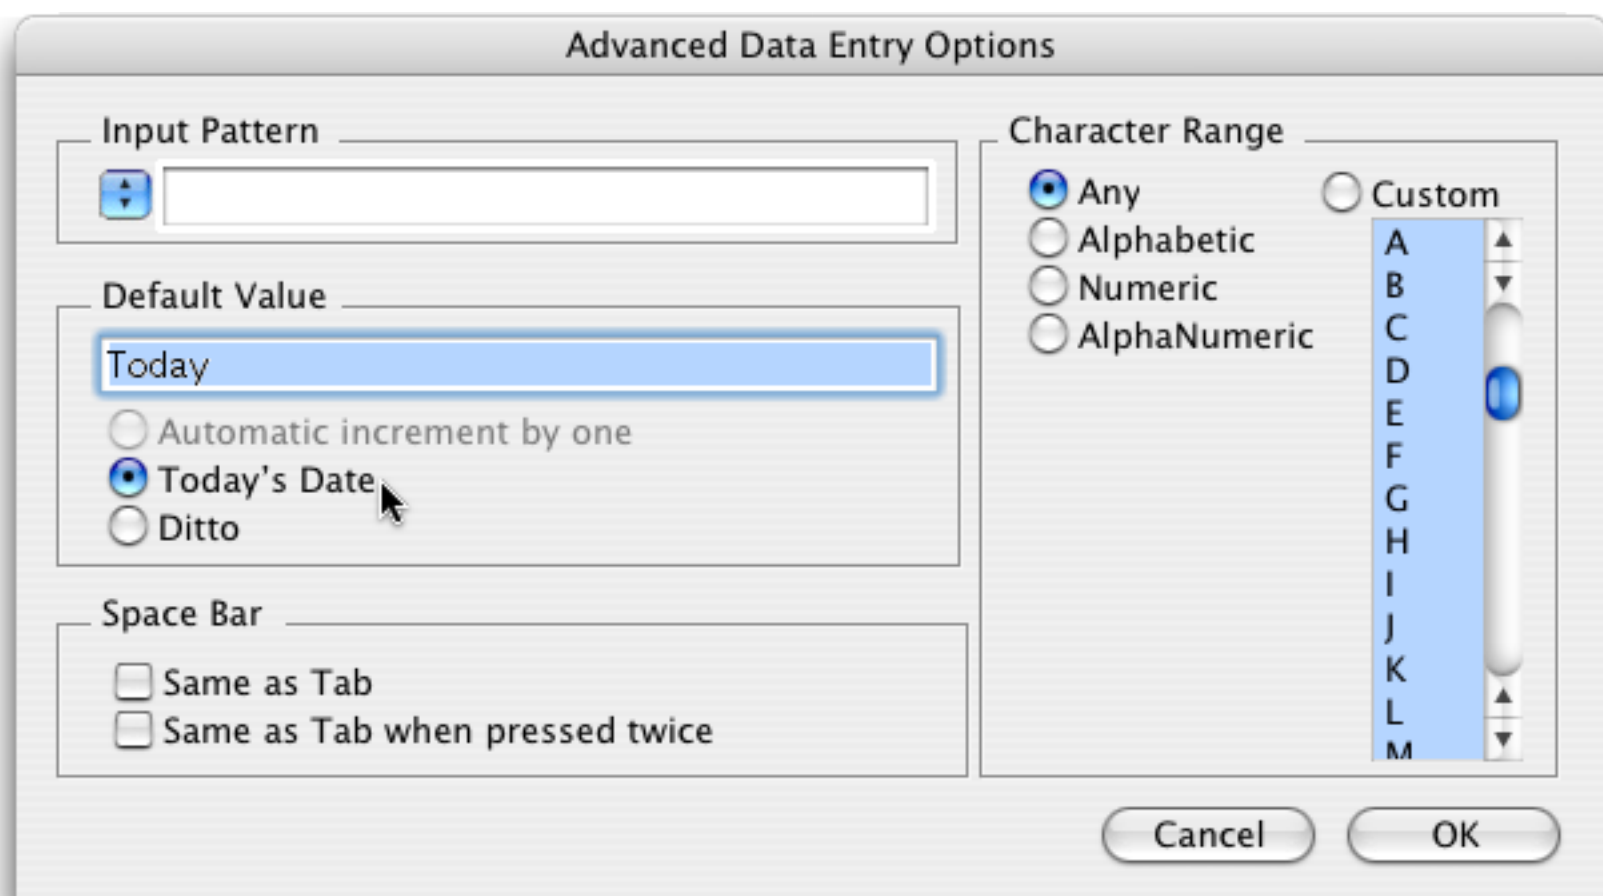 Advanced Data Entry Options
Input Pattern
Default Value
Today
Automatic increment by one
Today's Date
Ditto
Space Bar
Same as Tab
Same as Tab when pressed twice
Character Range
Any
Alphabetic
Numeric
AlphaNumeric
Custom
A
B
C
D
E
F
G
H
I
J
K
L
M
Cancel
OK